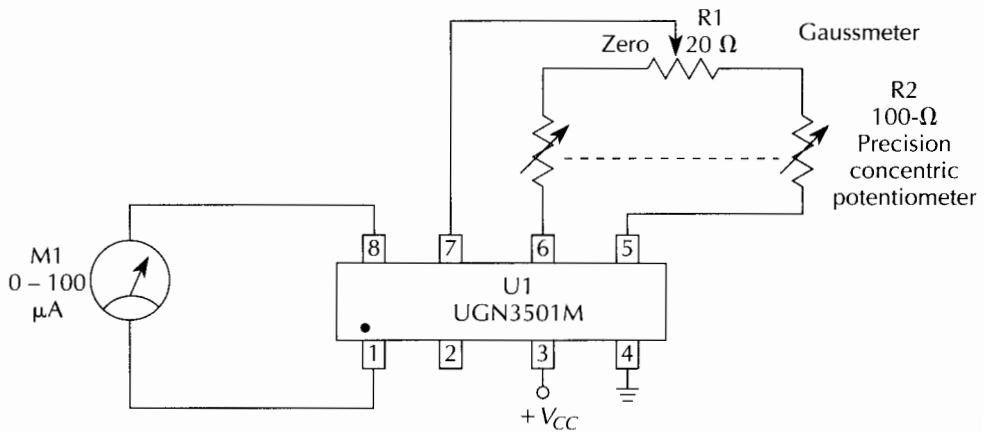 R1
Zero 20 Ω
Gaussmeter
R2
100-Ω
Precision
concentric
potentiometer
8 7 6 5
M1
0 – 100
μA
U1
UGN3501M
1 2 3 4
+ VCC